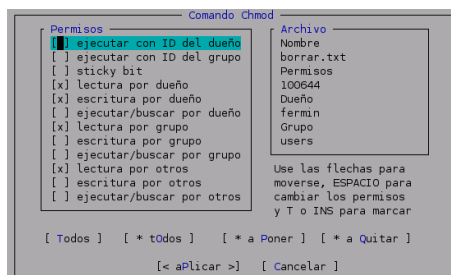 Comando Chmod
Permisos
[ ] ejecutar con ID del dueño
[ ] ejecutar con ID del grupo
[ ] sticky bit
[x] lectura por dueño
[x] escritura por dueño
[ ] ejecutar/buscar por dueño
[x] lectura por grupo
[ ] escritura por grupo
[ ] ejecutar/buscar por grupo
[x] lectura por otros
[ ] escritura por otros
[ ] ejecutar/buscar por otros
Archivo
Nombre
borrar.txt
Permisos
100644
Dueño
fermin
Grupo
users
Use las flechas para
moverse, ESPACIO para
cambiar los permisos
y T o INS para marcar
[ Todos ] [ * tOdos ] [ * a Poner ] [ * a Quitar ]
[< aPlicar >] [ Cancelar ]